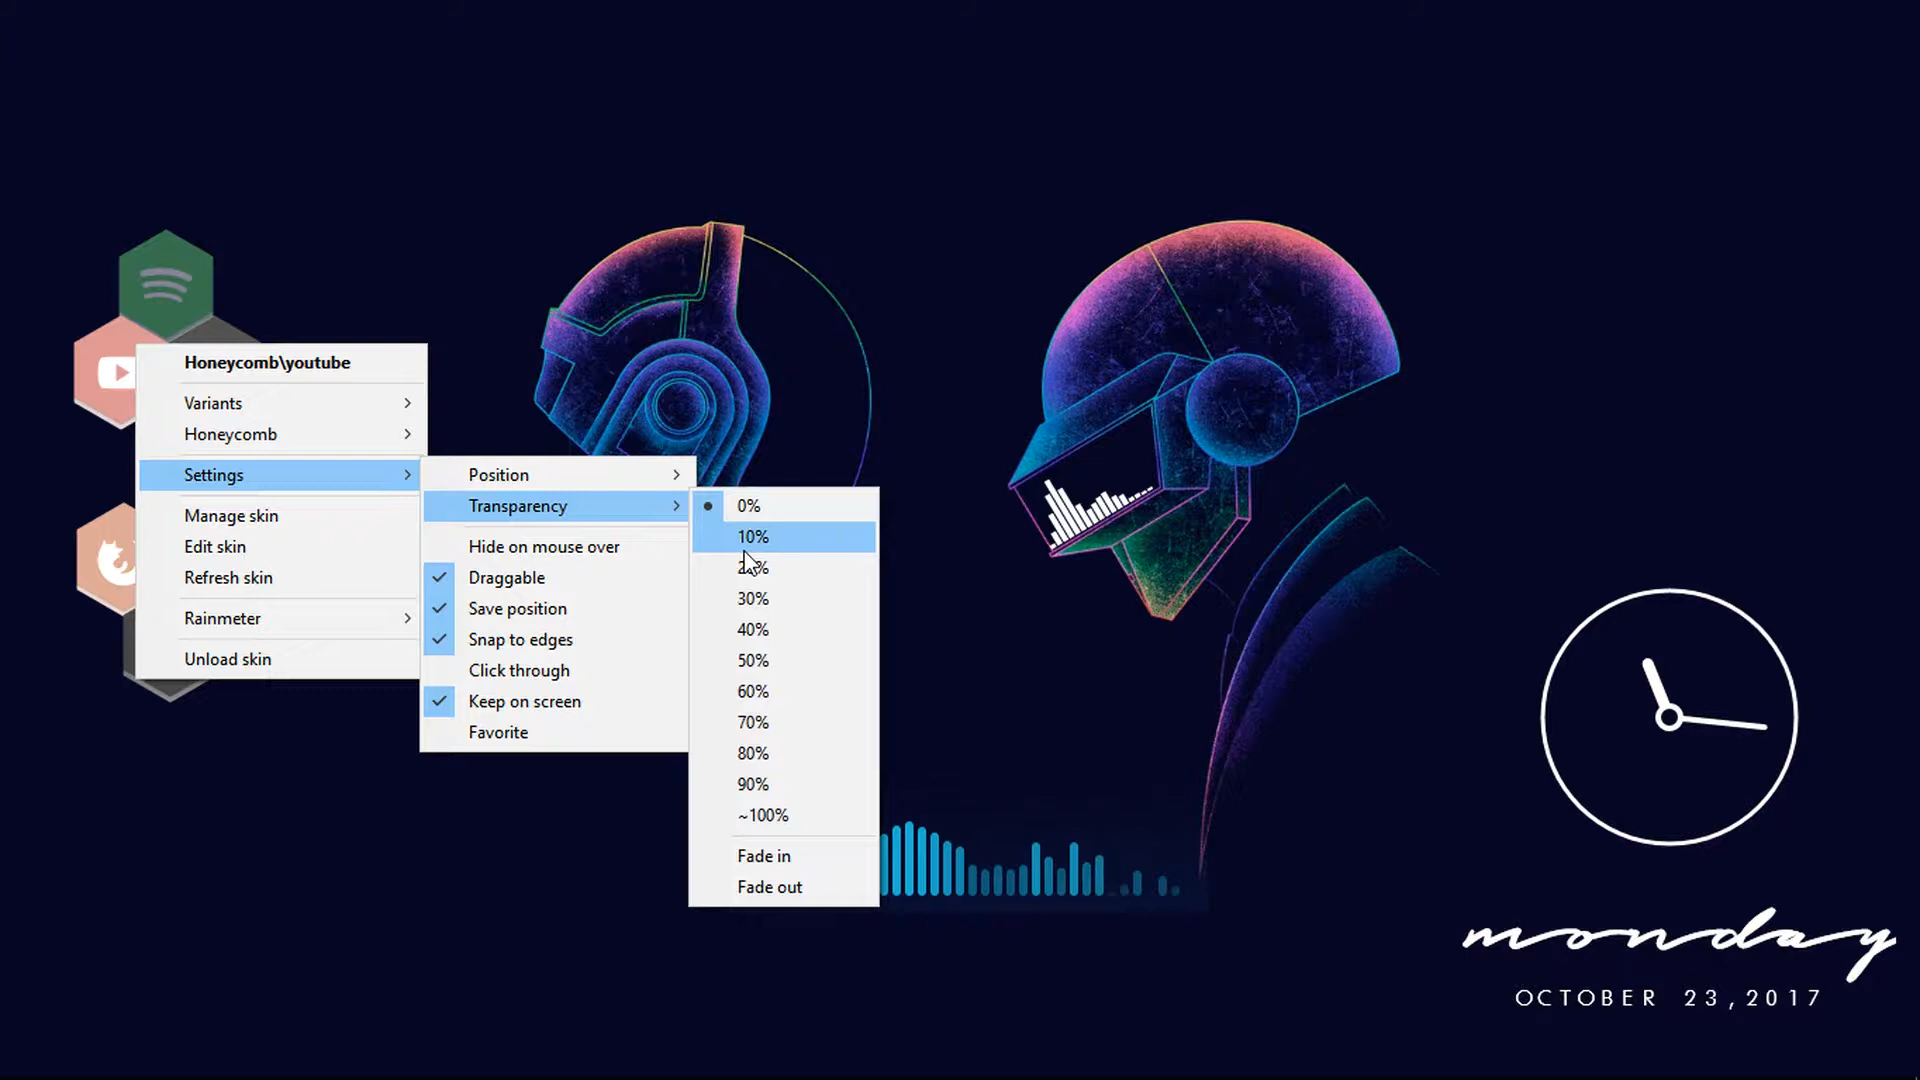 Honeycomb\youtube
Variants
Honeycomb
Settings
Manage skin
Edit skin
Refresh skin
Rainmeter
Unload skin
Position
Transparency
Hide on mouse over
Draggable
Save position
Snap to edges
Click through
Keep on screen
Favorite
0%
10%
20%
30%
40%
50%
60%
70%
80%
90%
~100%
Fade in
Fade out
monday
OCTOBER 23,2017